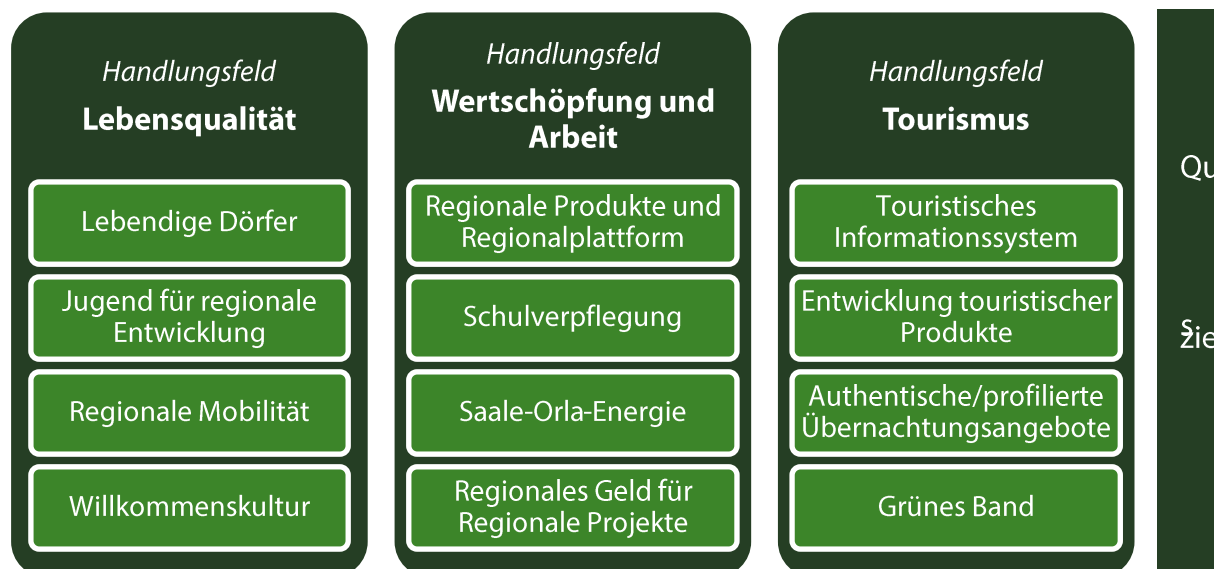 Handlungsfeld
Lebensqualität
Lebendige Dörfer
Jugend für regionale
Entwicklung
Regionale Mobilität
Willkommenskultur
Handlungsfeld
Wertschöpfung und
Arbeit
Regionale Produkte und
Regionalplattform
Schulverpflegung
Saale-Orla-Energie
Regionales Geld für
Regionale Projekte
Handlungsfeld
Tourismus
Touristisches
Informationssystem
Entwicklung touristischer
Produkte
Authentische/profilierte
Übernachtungsangebote
Grünes Band